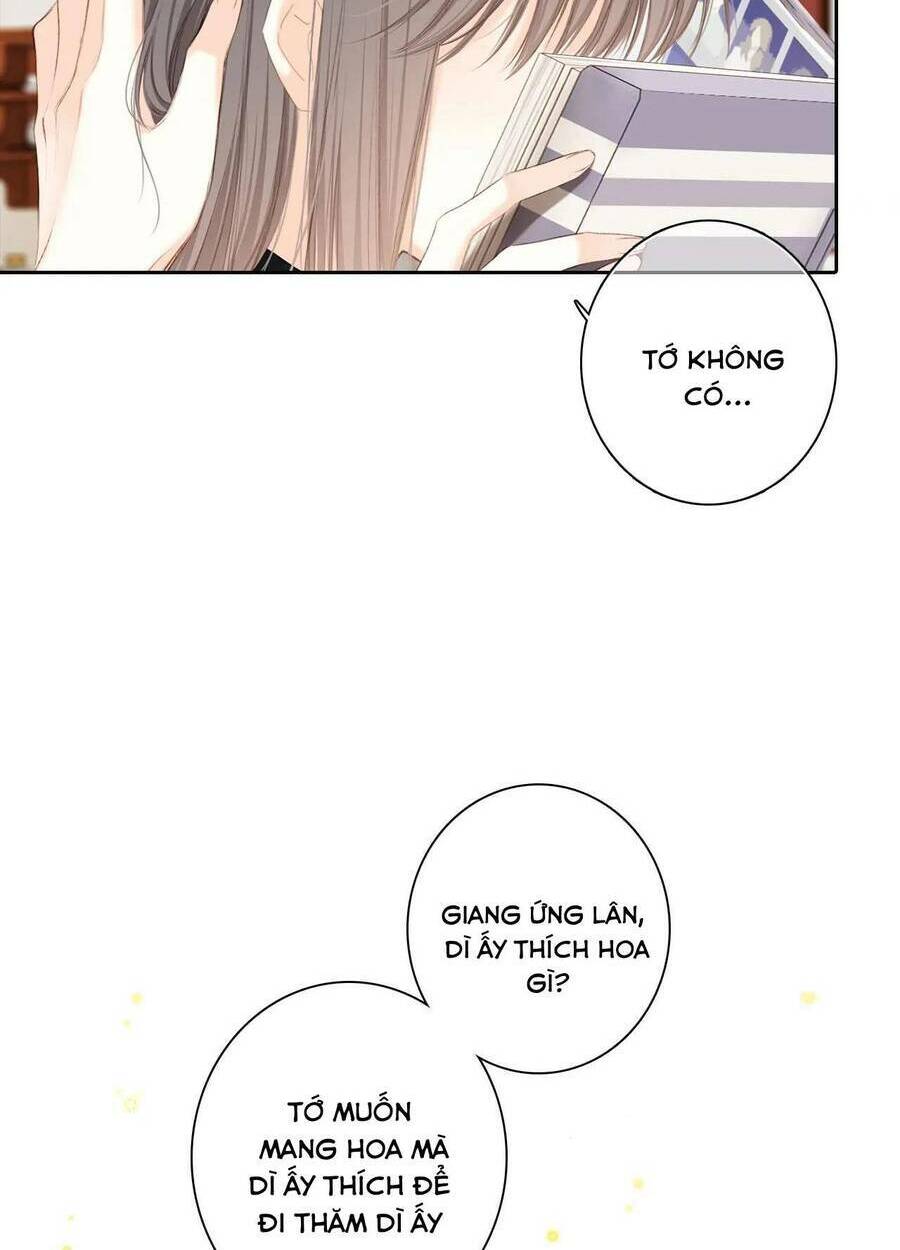 TỚ KHÔNG
CÓ...
GIANG ỨNG LÂN,
DÌ ẤY THÍCH HOA
GÌ?
TỚ MUỐN
MANG HOA MÀ
DÌ ẤY THÍCH ĐỂ
ĐI THĂM DÌ ẤY